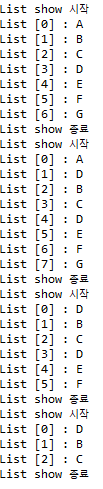 List show 시작
List [0] : A
List [1] : B
List [2] : C
List [3] : D
List [4] : E
List [5] : F
List [6] : G
List show 종료
List show 시작
List [0] : A
List [1] : D
List [2] : B
List [3] : C
List [4] : D
List [5] : E
List [6] : F
List [7] : G
List show 종료
List show 시작
List [0] : D
List [1] : B
List [2] : C
List [3] : D
List [4] : E
List [5] : F
List show 종료
List show 시작
List [0] : D
List [1] : B
List [2] : C
List show 종료